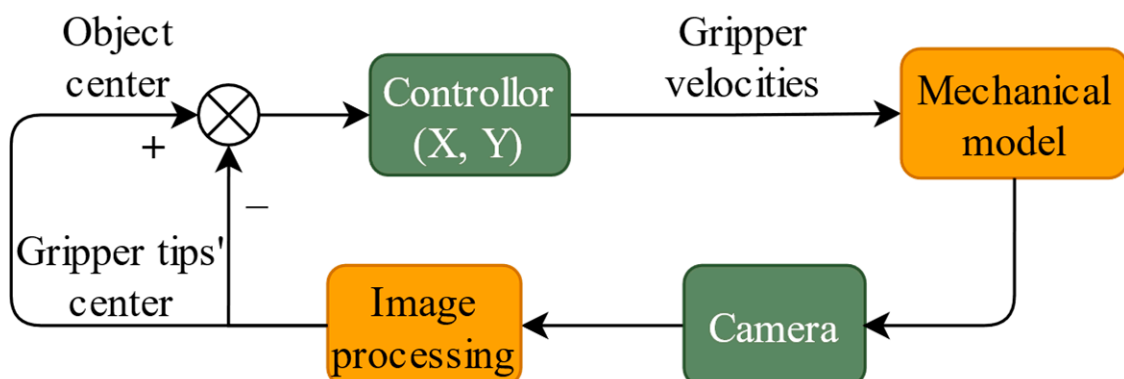 Object
center
+
Controllor
(X, Y)
Gripper
velocities
Mechanical
model
−
Gripper tips'
center
Image
processing
Camera